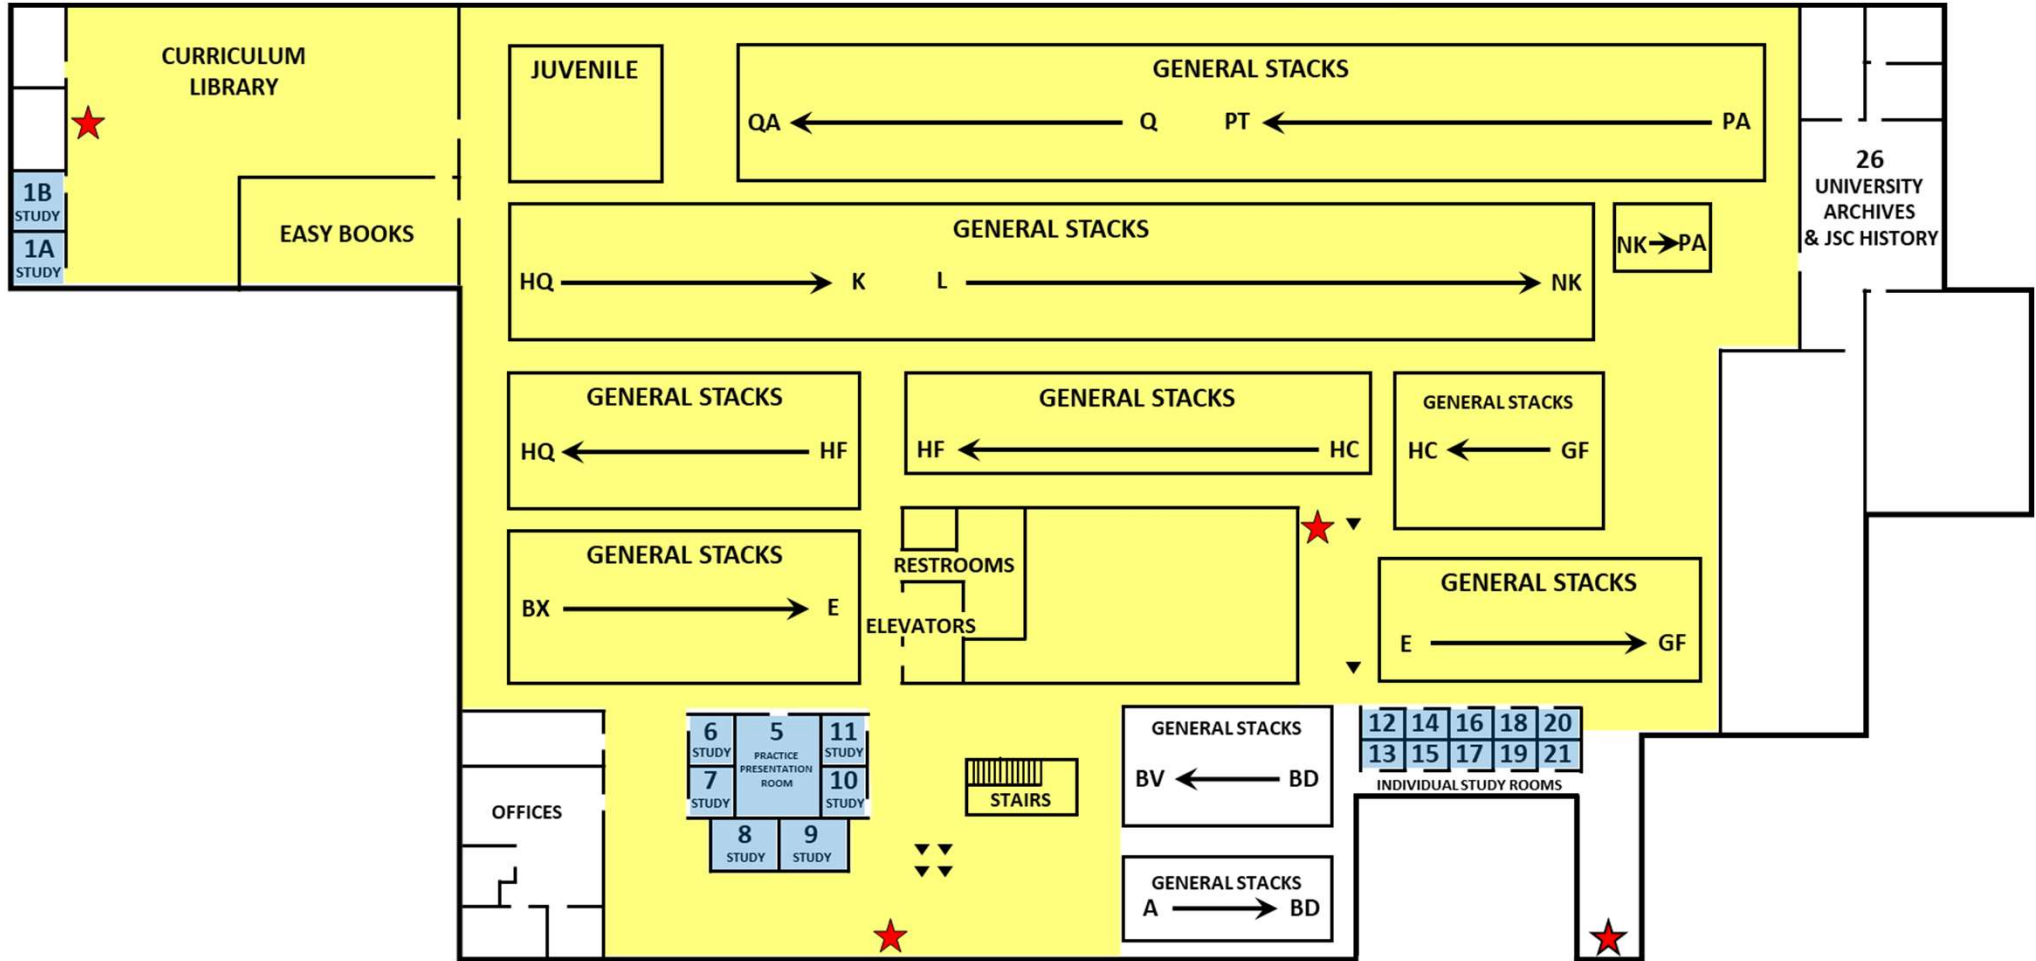 CURRICULUM
LIBRARY
JUVENILE
GENERAL STACKS
QA Q PT PA
1B
STUDY
1A
STUDY
EASY BOOKS
GENERAL STACKS
HQ K L NK
NK PA
26
UNIVERSITY
ARCHIVES
& JSC HISTORY
GENERAL STACKS
HQ HF
GENERAL STACKS
HF HC
GENERAL STACKS
HC GF
GENERAL STACKS
BX E
RESTROOMS
ELEVATORS
GENERAL STACKS
E GF
OFFICES
6
STUDY
7
STUDY
5
PRACTICE
PRESENTATION
ROOM
11
STUDY
10
STUDY
8
STUDY
9
STUDY
STAIRS
GENERAL STACKS
BV BD
GENERAL STACKS
A BD
12 14 16 18 20
13 15 17 19 21
INDIVIDUAL STUDY ROOMS